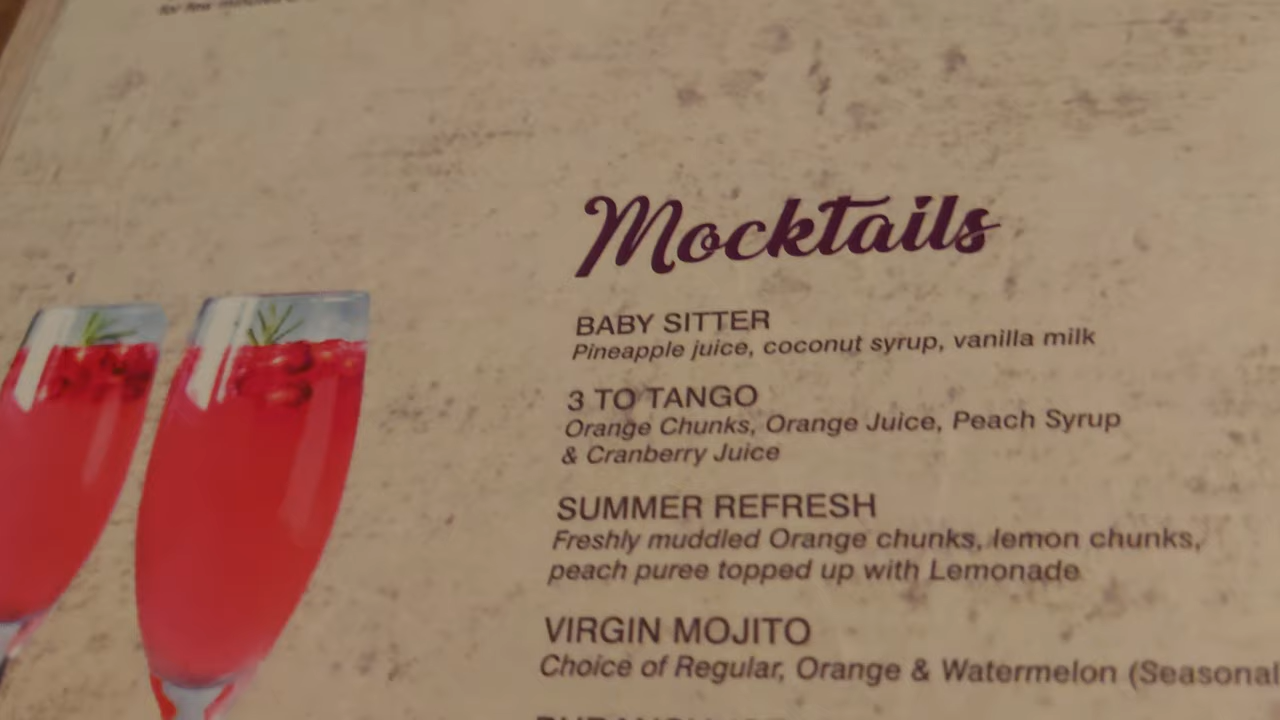 Mocktails
BABY SITTER
Pineapple juice, coconut syrup, vanilla milk
3 TO TANGO
Orange Chunks, Orange Juice, Peach Syrup
& Cranberry Juice
SUMMER REFRESH
Freshly muddled Orange chunks, lemon chunks,
peach puree topped up with Lemonade
VIRGIN MOJITO
Choice of Regular, Orange & Watermelon (Seasonal